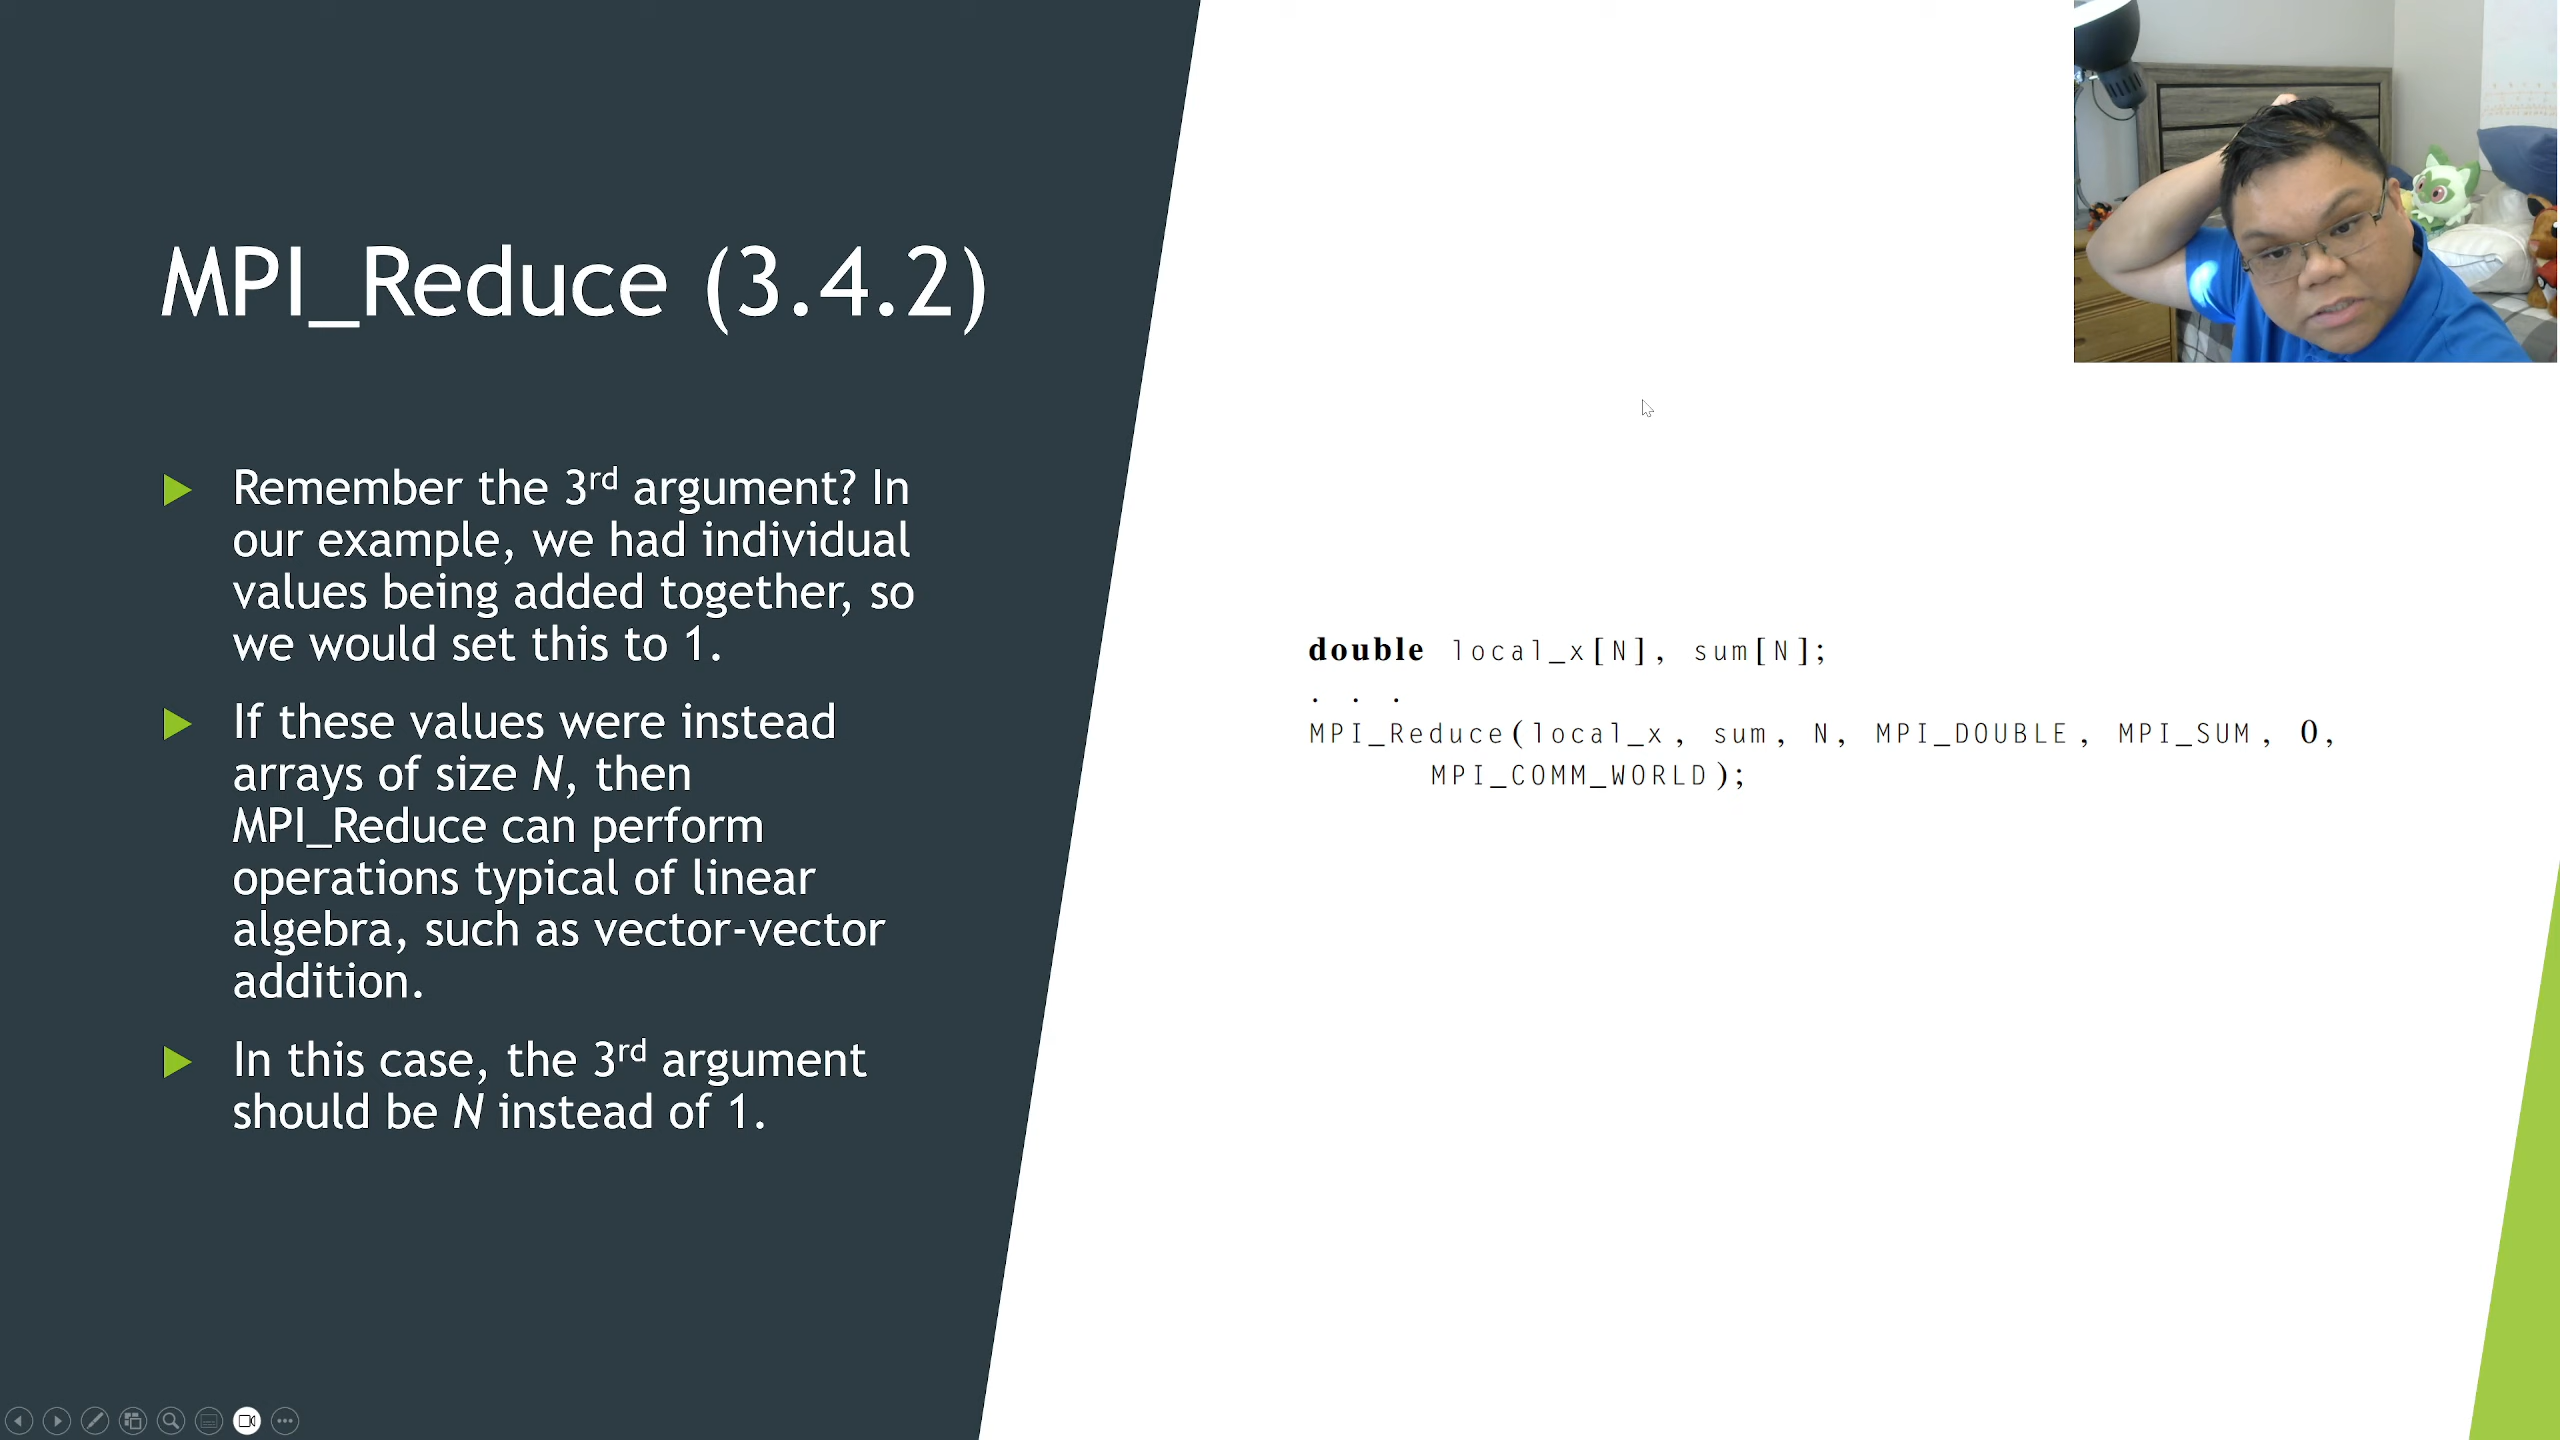 MPI_Reduce (3.4.2)
Remember the 3rd argument? In
our example, we had individual
values being added together, so
we would set this to 1.
If these values were instead
arrays of size N, then
MPI_Reduce can perform
operations typical of linear
algebra, such as vector-vector
addition.
In this case, the 3rd argument
should be N instead of 1.
double local_x[N], sum[N];
. . .
MPI_Reduce(local_x, sum, N, MPI_DOUBLE, MPI_SUM, 0,
MPI_COMM_WORLD);